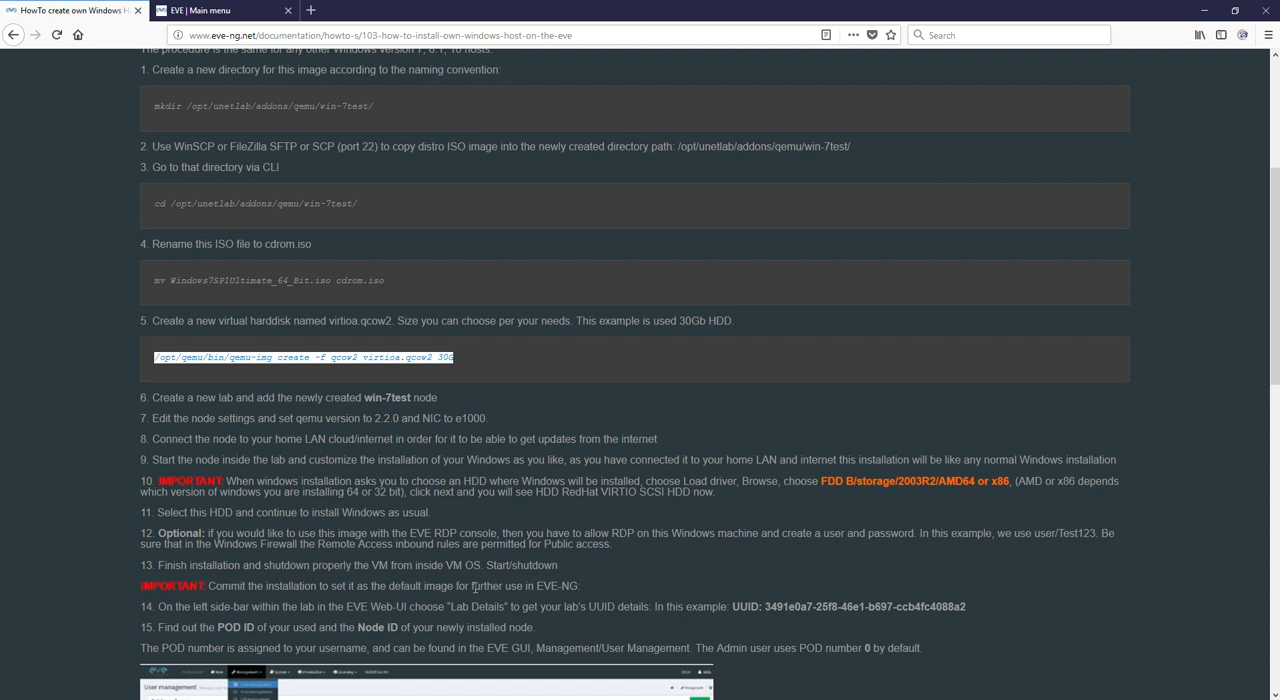 HowTo create own Windows H
EVE | Main menu
www.eve-ng.net/documentation/howto-s/103-how-to-install-own-windows-host-on-the-eve
Search
The procedure is the same for any other Windows version 7, 8.1, 10 hosts.
1. Create a new directory for this image according to the naming convention:
mkdir /opt/unetlab/addons/qemu/win-7test/
2. Use WinSCP or FileZilla SFTP or SCP (port 22) to copy distro ISO image into the newly created directory path: /opt/unetlab/addons/qemu/win-7test/
3. Go to that directory via CLI
cd /opt/unetlab/addons/qemu/win-7test/
4. Rename this ISO file to cdrom.iso
mv Windows7SP1Ultimate_64_Bit.iso cdrom.iso
5. Create a new virtual harddisk named virtioa.qcow2. Size you can choose per your needs. This example is used 30Gb HDD.
/opt/qemu/bin/qemu-img create -f qcow2 virtioa.qcow2 30G
6. Create a new lab and add the newly created win-7test node
7. Edit the node settings and set qemu version to 2.2.0 and NIC to e1000.
8. Connect the node to your home LAN cloud/internet in order for it to be able to get updates from the internet
9. Start the node inside the lab and customize the installation of your Windows as you like, as you have connected it to your home LAN and internet this installation will be like any normal Windows installation
10. IMPORTANT: When windows installation asks you to choose an HDD where Windows will be installed, choose Load driver, Browse, choose FDD B/storage/2003R2/AMD64 or x86, (AMD or x86 depends
which version of windows you are installing 64 or 32 bit), click next and you will see HDD RedHat VIRTIO SCSI HDD now.
11. Select this HDD and continue to install Windows as usual.
12. Optional: if you would like to use this image with the EVE RDP console, then you have to allow RDP on this Windows machine and create a user and password. In this example, we use user/Test123. Be
sure that in the Windows Firewall the Remote Access inbound rules are permitted for Public access.
13. Finish installation and shutdown properly the VM from inside VM OS. Start/shutdown
IMPORTANT: Commit the installation to set it as the default image for further use in EVE-NG:
14. On the left side-bar within the lab in the EVE Web-UI choose "Lab Details" to get your lab's UUID details: In this example: UUID: 3491e0a7-25f8-46e1-b697-ccb4fc4088a2
15. Find out the POD ID of your used and the Node ID of your newly installed node.
The POD number is assigned to your username, and can be found in the EVE GUI, Management/User Management. The Admin user uses POD number 0 by default.
eve
User management